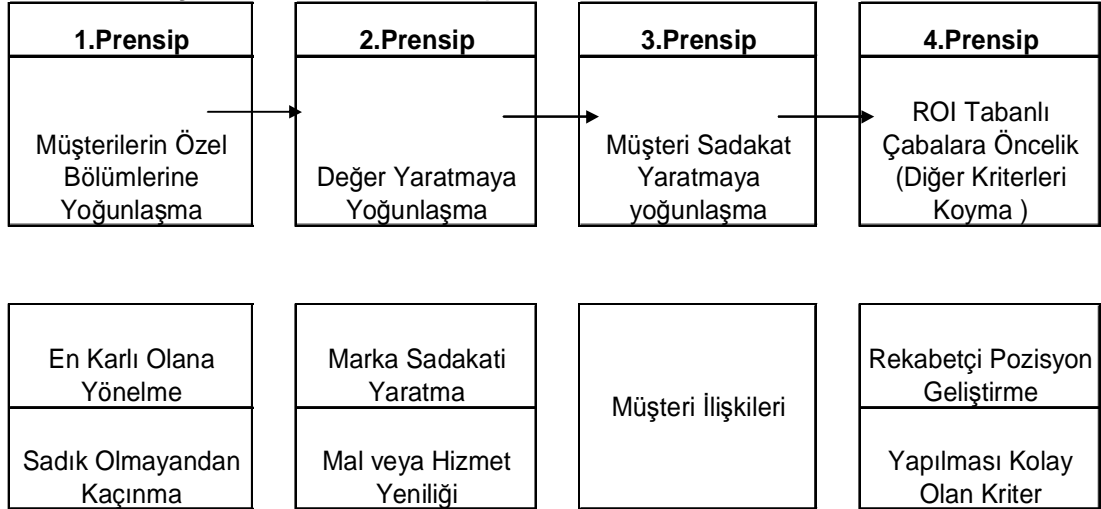 1.Prensip
Müşterilerin Özel
Bölümlerine
Yoğunlaşma
2.Prensip
Değer Yaratmaya
Yoğunlaşma
3.Prensip
Müşteri Sadakat
Yaratmaya
yoğunlaşma
4.Prensip
ROI Tabanlı
Çabalara Öncelik
(Diğer Kriterleri
Koyma )
En Karlı Olana
Yönelme
Sadık Olmayandan
Kaçınma
Marka Sadakati
Yaratma
Mal veya Hizmet
Yeniliği
Müşteri İlişkileri
Rekabetçi Pozisyon
Geliştirme
Yapılması Kolay
Olan Kriter